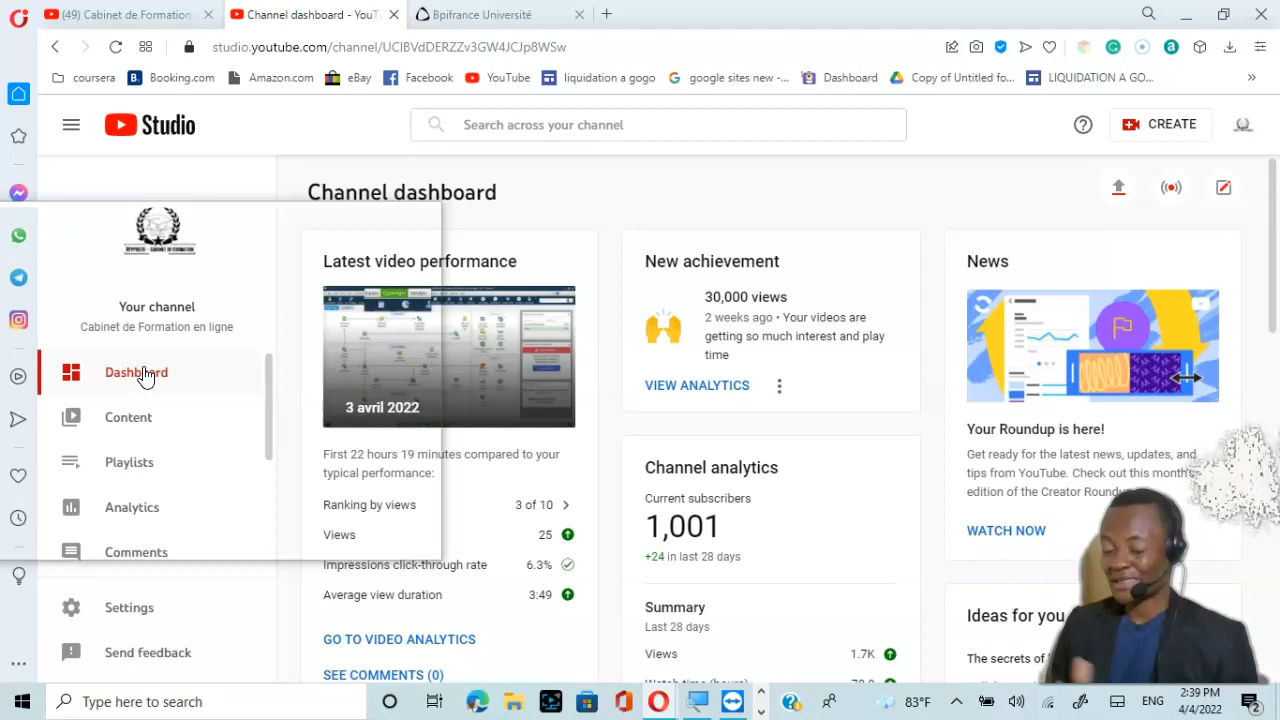 (49) Cabinet de Formation
Channel dashboard - YouT
Bpifrance Université
studio.youtube.com/channel/UCIBVdDERZZv3GW4JCJp8WSw
coursera
Booking.com
Amazon.com
eBay
Facebook
YouTube
liquidation a gogo
google sites new -...
Dashboard
Copy of Untitled fo...
LIQUIDATION A GO...
Studio
Search across your channel
CREATE
Channel dashboard
Your channel
Cabinet de Formation en ligne
Dashboard
Content
Playlists
Analytics
Comments
Settings
Send feedback
Latest video performance
3 avril 2022
First 22 hours 19 minutes compared to your
typical performance:
Ranking by views 3 of 10
Views 25
Impressions click-through rate 6.3%
Average view duration 3:49
GO TO VIDEO ANALYTICS
SEE COMMENTS (0)
New achievement
30,000 views
2 weeks ago • Your videos are
getting so much interest and play
time
VIEW ANALYTICS
Channel analytics
Current subscribers
1,001
+24 in last 28 days
Summary
Last 28 days
Views 1.7K
News
Your Roundup is here!
Get ready for the latest news, updates, and
tips from YouTube. Check out this month's
edition of the Creator Roundup
WATCH NOW
Ideas for you
The secrets of
Type here to search
83°F
ENG
2:39 PM
4/4/2022
2